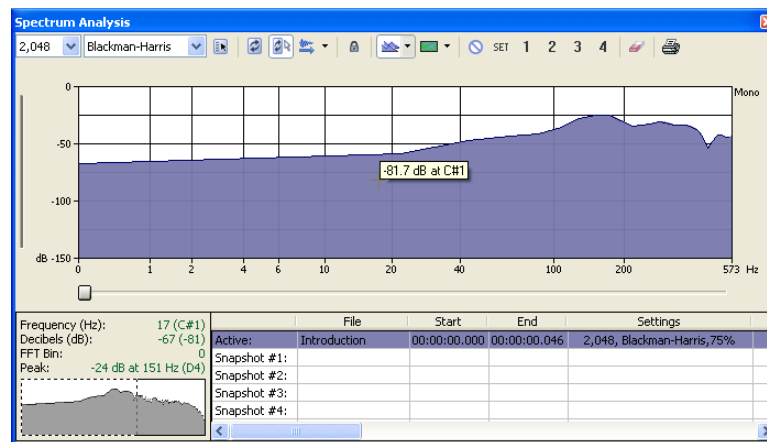 Spectrum Analysis
2,048 Blackman-Harris SET 1 2 3 4
0 Mono
-50
-81.7 dB at C#1
-100
dB -150
0 1 2 4 6 10 20 40 100 200 573 Hz
Frequency (Hz): 17 (C#1)
Decibels (dB): -67 (-81)
FFT Bin: 0
Peak: -24 dB at 151 Hz (D4)
File Start End Settings
Active: Introduction 00:00:00.000 00:00:00.046 2,048, Blackman-Harris,75%
Snapshot #1:
Snapshot #2:
Snapshot #3:
Snapshot #4: